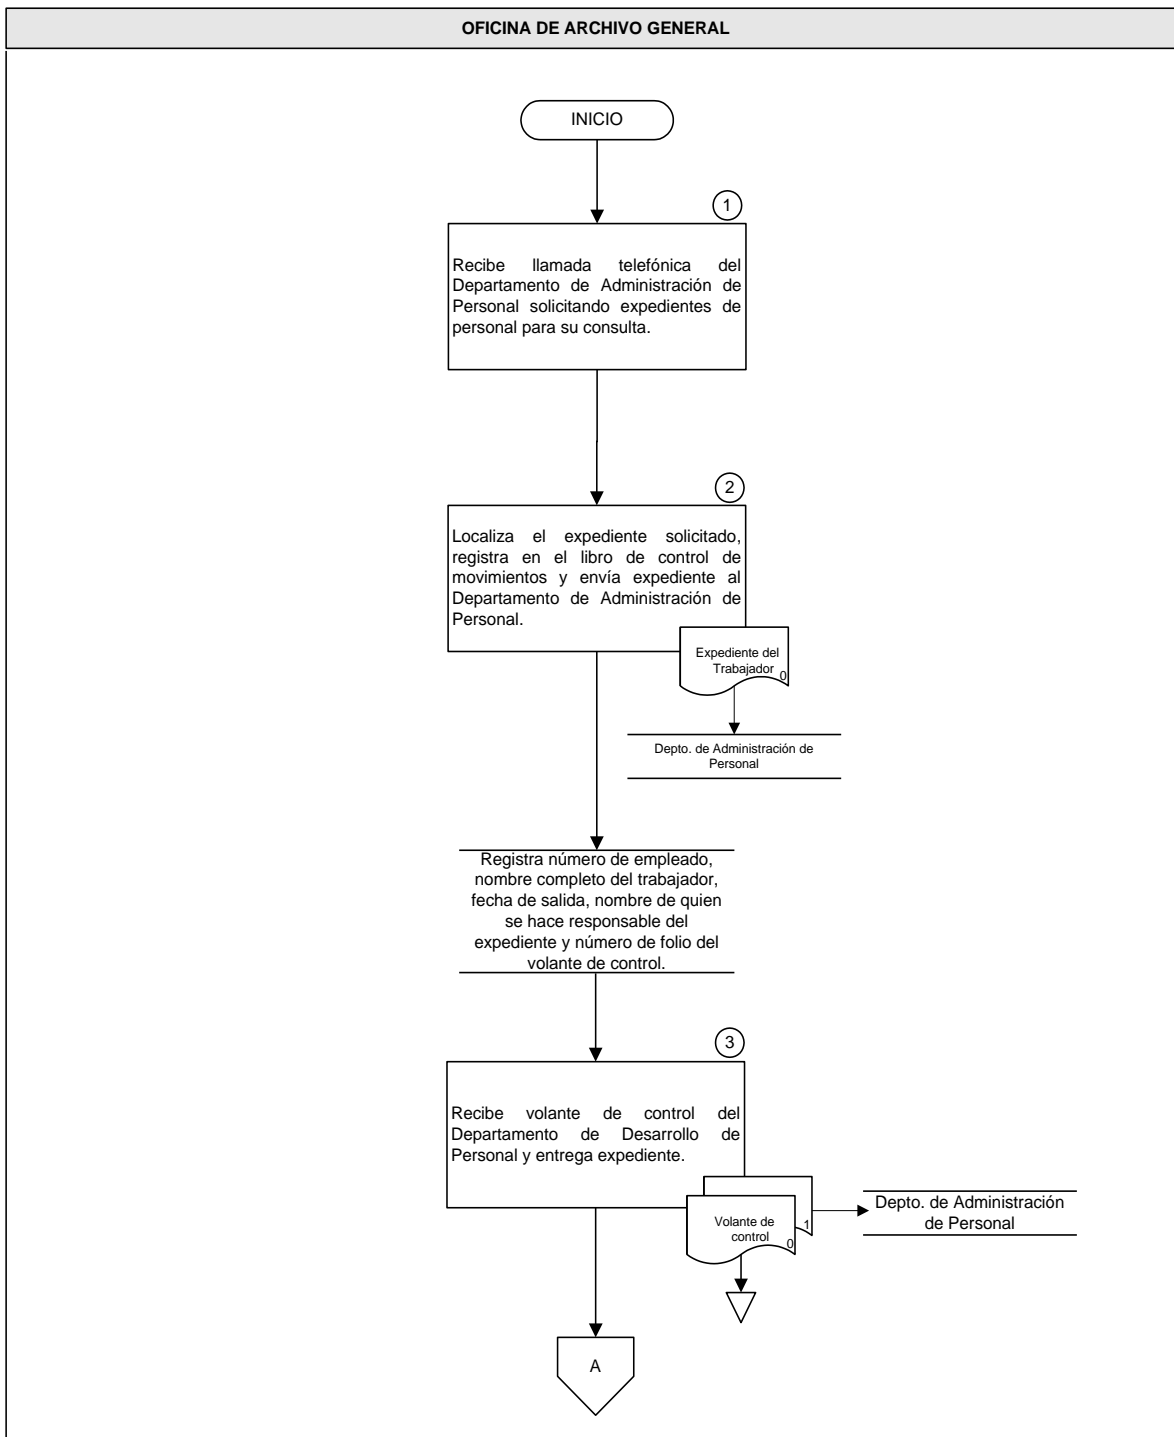 OFICINA DE ARCHIVO GENERAL
INICIO
1
Recibe llamada telefónica del
Departamento de Administración de
Personal solicitando expedientes de
personal para su consulta.
2
Localiza el expediente solicitado,
registra en el libro de control de
movimientos y envía expediente al
Departamento de Administración de
Personal.
Expediente del
Trabajador
0
Depto. de Administración de
Personal
Registra número de empleado,
nombre completo del trabajador,
fecha de salida, nombre de quien
se hace responsable del
expediente y número de folio del
volante de control.
3
Recibe volante de control del
Departamento de Desarrollo de
Personal y entrega expediente.
Volante de
control
0
1
Depto. de Administración
de Personal
A